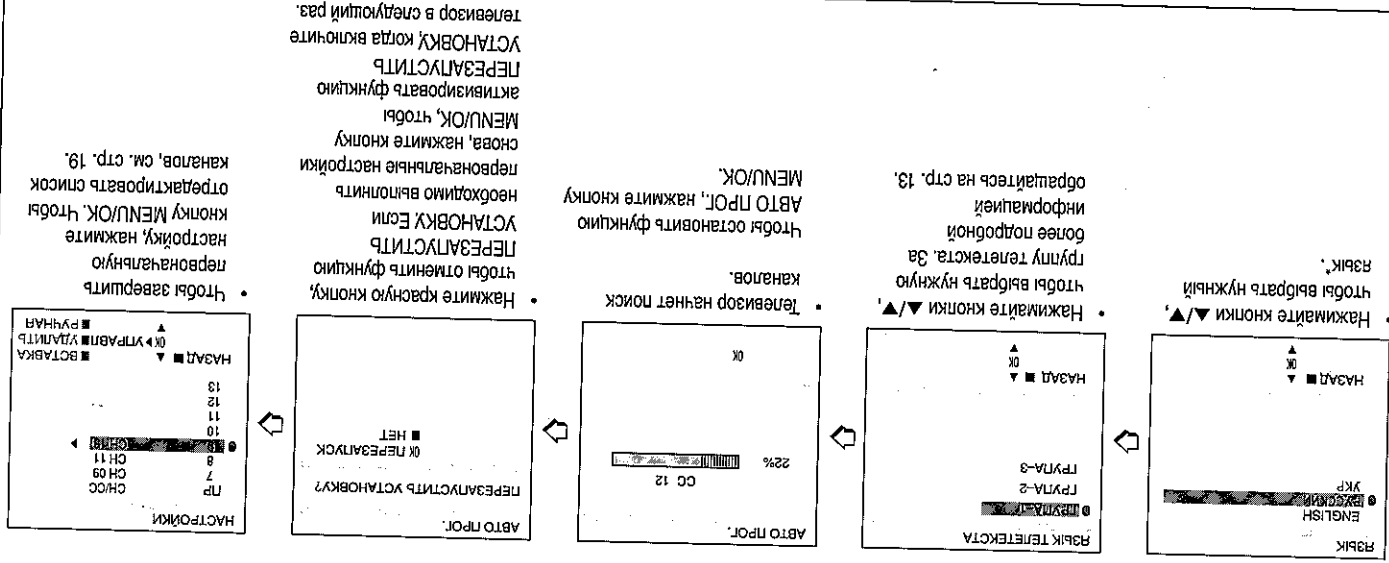 ЯЗЫК
ENGLISH
РУССКИЙ
УКР
НАЗАД ■ ▲
OK
▼
• Нажимайте кнопки ▲/▼,
чтобы выбрать нужный
язык*.
ЯЗЫК ТЕЛЕТЕКСТА
ГРУПА-1
ГРУПА-2
ГРУПА-3
НАЗАД ■ ▲
OK
▼
• Нажимайте кнопки ▲/▼,
чтобы выбрать нужную
группу телетекста. За
более подробной
информацией
обращайтесь на стр. 13.
АВТО ПРОГ.
CC 12
22%
OK
• Телевизор начнет поиск
каналов.
Чтобы остановить функцию
АВТО ПРОГ., нажмите кнопку
MENU/OK.
АВТО ПРОГ.
ПЕРЕЗАПУСТИТЬ УСТАНОВКУ?
OK ПЕРЕЗАПУСК
■ НЕТ
• Нажмите красную кнопку,
чтобы отменить функцию
ПЕРЕЗАПУСТИТЬ
УСТАНОВКУ. Если
необходимо выполнить
первоначальные настройки
снова, нажмите кнопку
MENU/OK, чтобы
активизировать функцию
ПЕРЕЗАПУСТИТЬ
УСТАНОВКУ, когда включите
телевизор в следующий раз.
НАСТРОЙКИ
ПР CH/CC
7 CH 09
8 CH 11
10
11
12
13
НАЗАД ■ ▲ ВСТАВКА ■
OK ▶ УПРАВЛ ■ УДАЛИТЬ
▼ ■ РУЧНАЯ
• Чтобы завершить
первоначальную
настройку, нажмите
кнопку MENU/OK. Чтобы
отредактировать список
каналов, см. стр. 19.